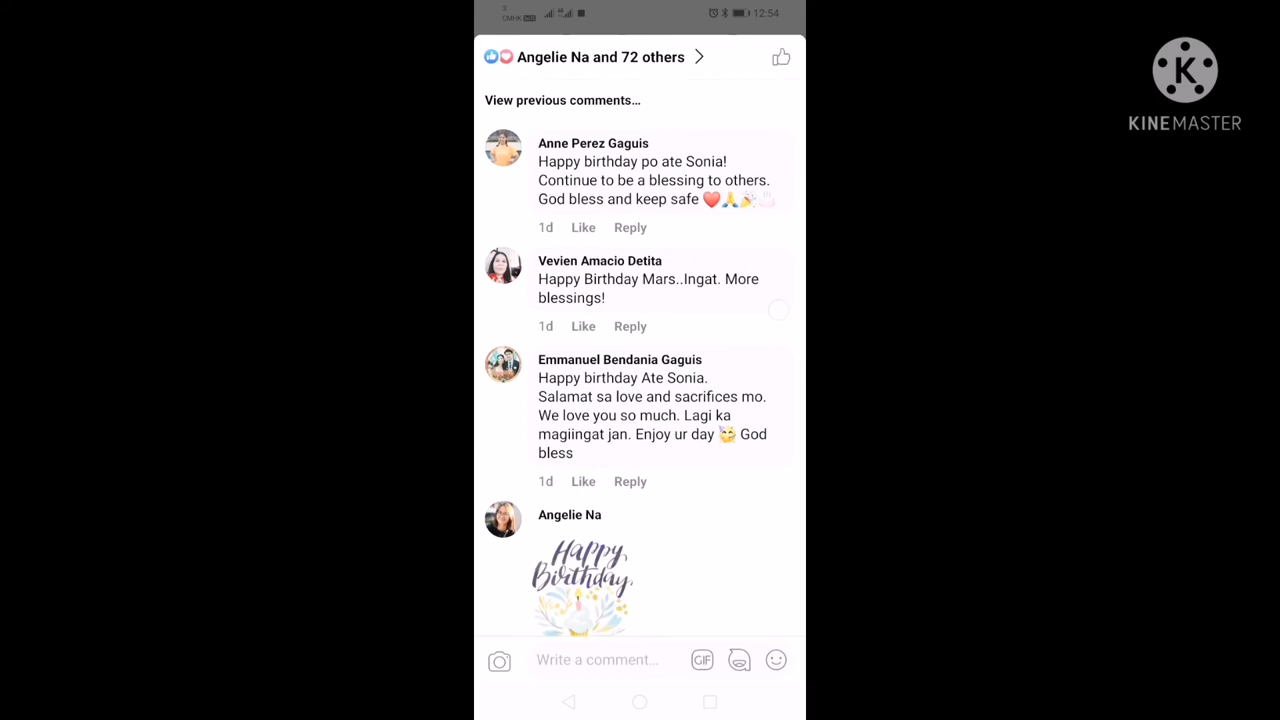 3
CMHK
12:54
Angelie Na and 72 others
View previous comments...
Anne Perez Gaguis
Happy birthday po ate Sonia!
Continue to be a blessing to others.
God bless and keep safe ❤️🙏🎉🎂
1d Like Reply
Vevien Amacio Detita
Happy Birthday Mars..Ingat. More
blessings!
1d Like Reply
Emmanuel Bendania Gaguis
Happy birthday Ate Sonia.
Salamat sa love and sacrifices mo.
We love you so much. Lagi ka
magiingat jan. Enjoy ur day 🥳 God
bless
1d Like Reply
Angelie Na
Happy
Birthday
Write a comment...
GIF
K
KINEMASTER